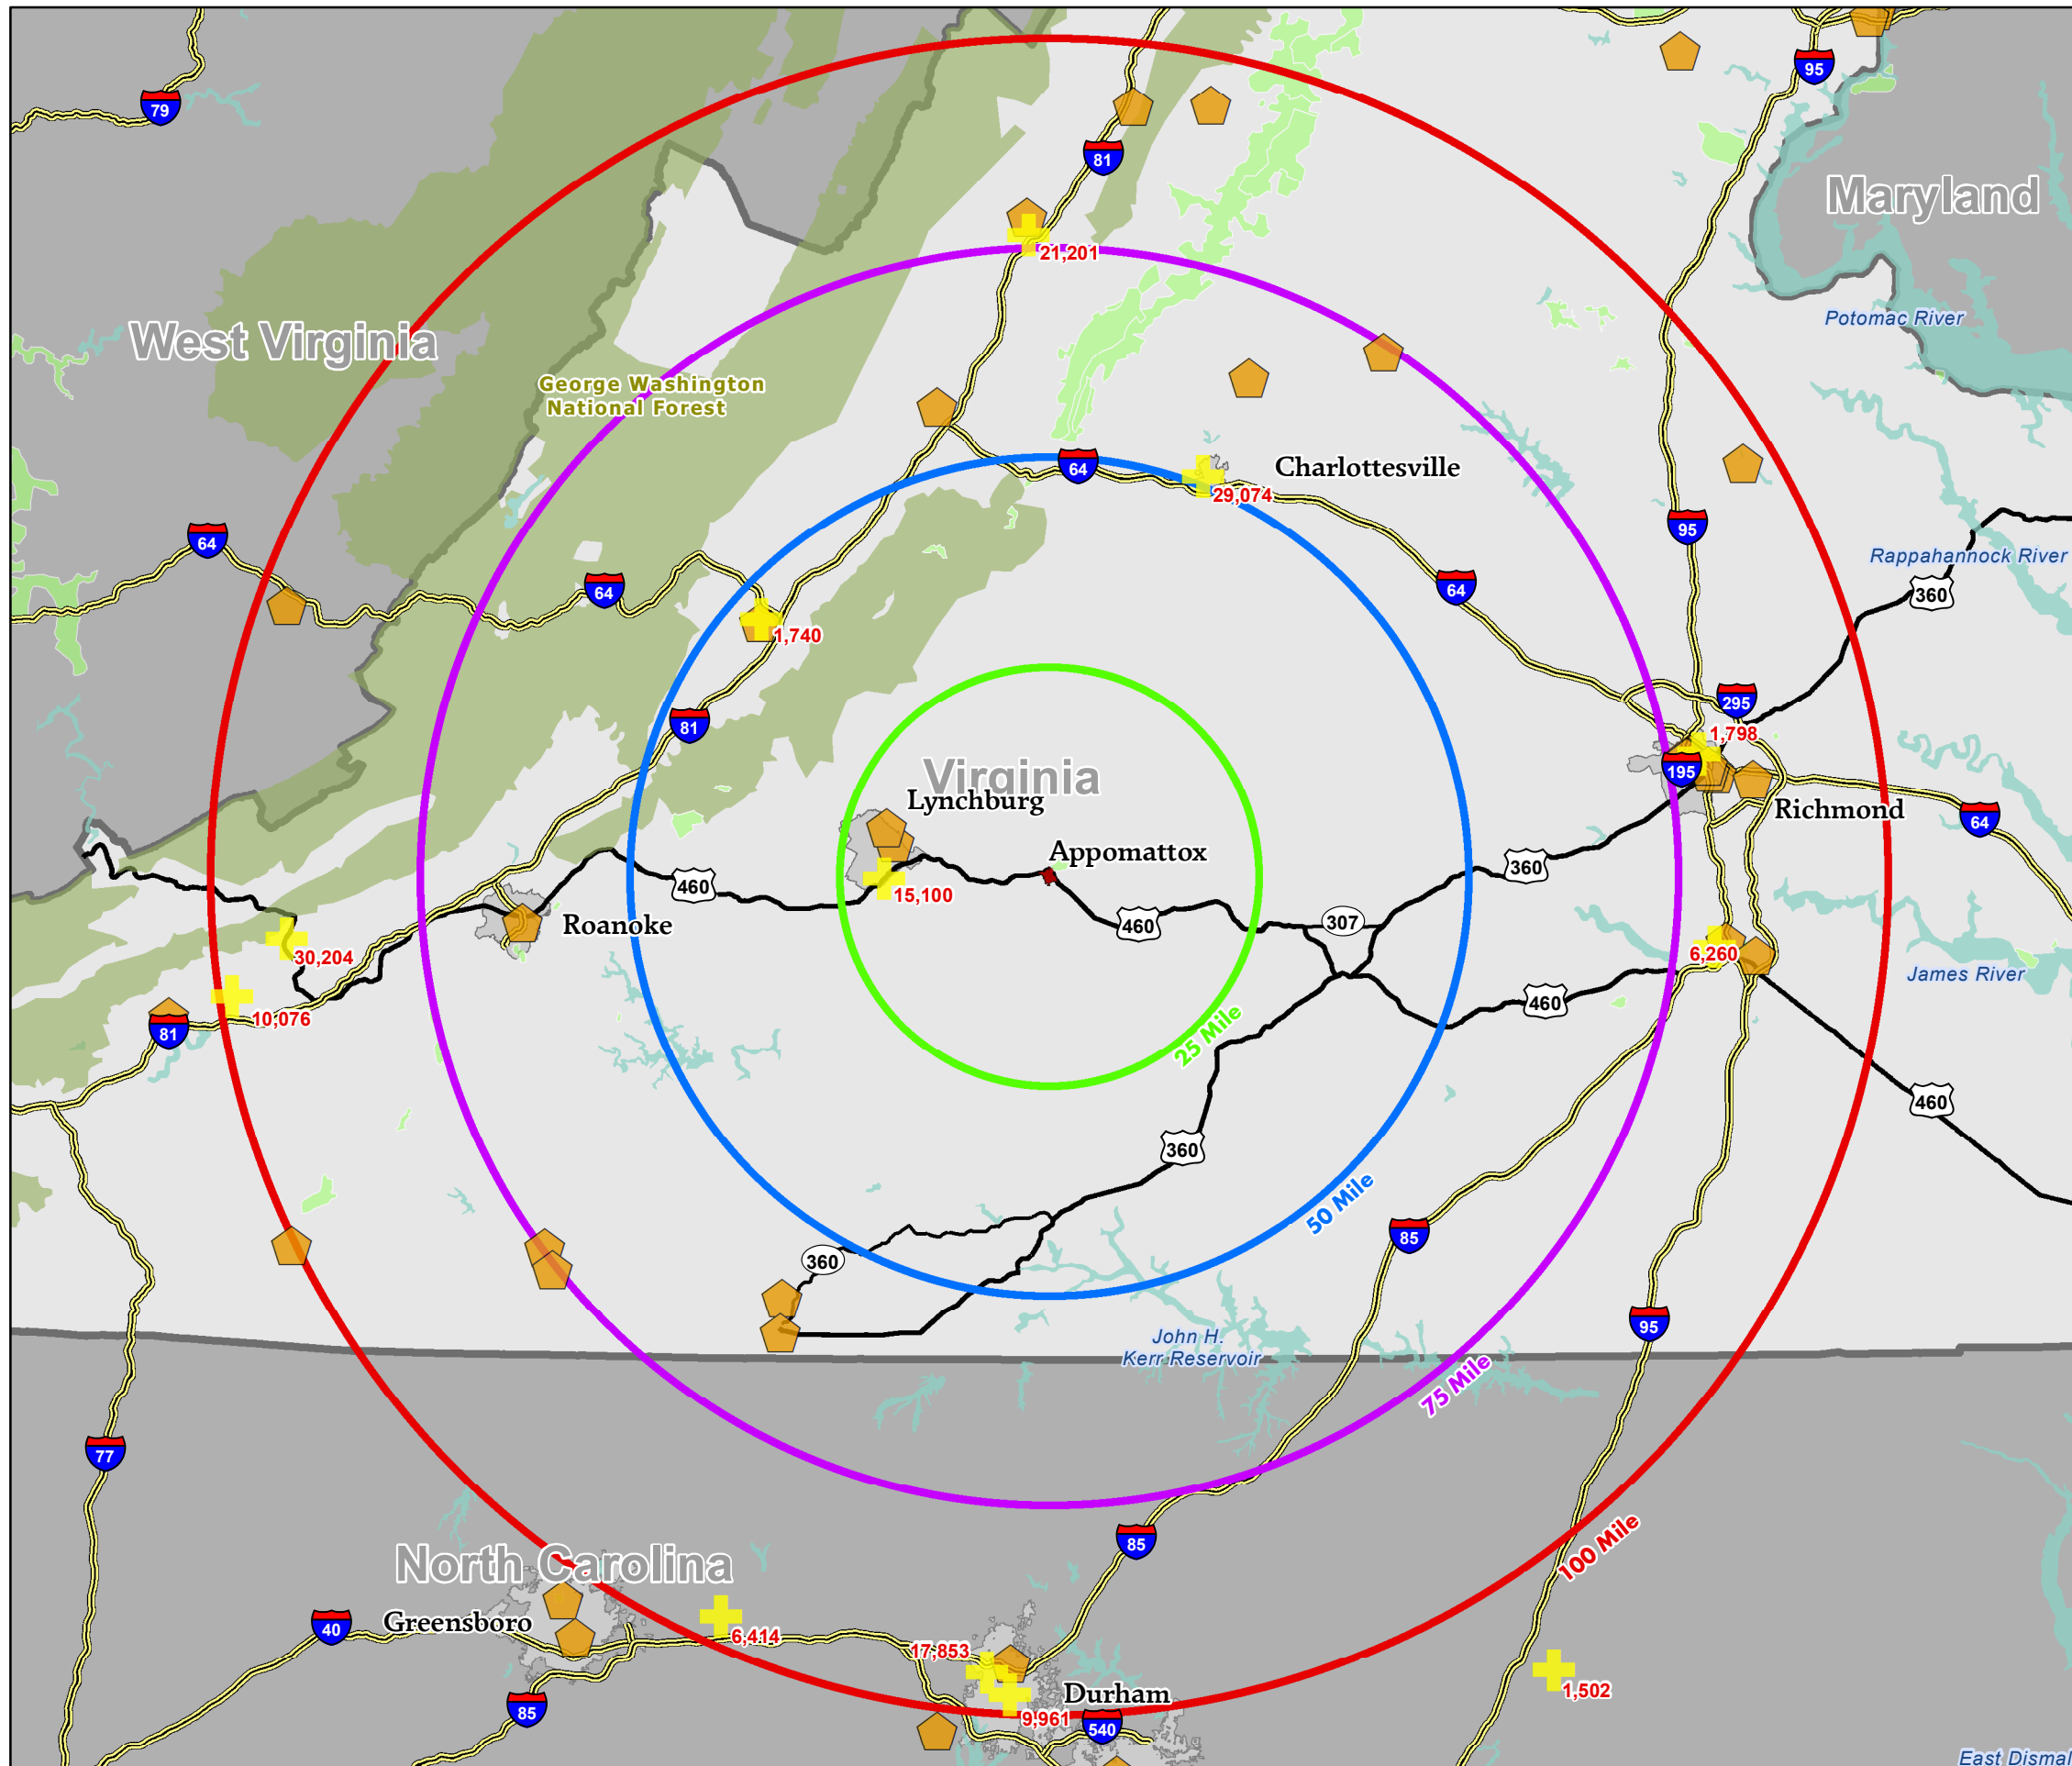 95
79
81
Maryland
21,201
Potomac River
West Virginia
George Washington
National Forest
64
Charlottesville
29,074
95
64
Rappahannock River
64
64
360
1,740
295
81
1,798
195
Virginia
Lynchburg
Richmond
64
Appomattox
360
460
15,100
460
307
Roanoke
6,260
30,204
James River
460
10,076
81
25 Mile
460
360
50 Mile
85
360
95
John H.
Kerr Reservoir
75 Mile
77
85
100 Mile
North Carolina
Greensboro
40
6,414
17,853
1,502
Durham
85
9,961
540
East Dismal